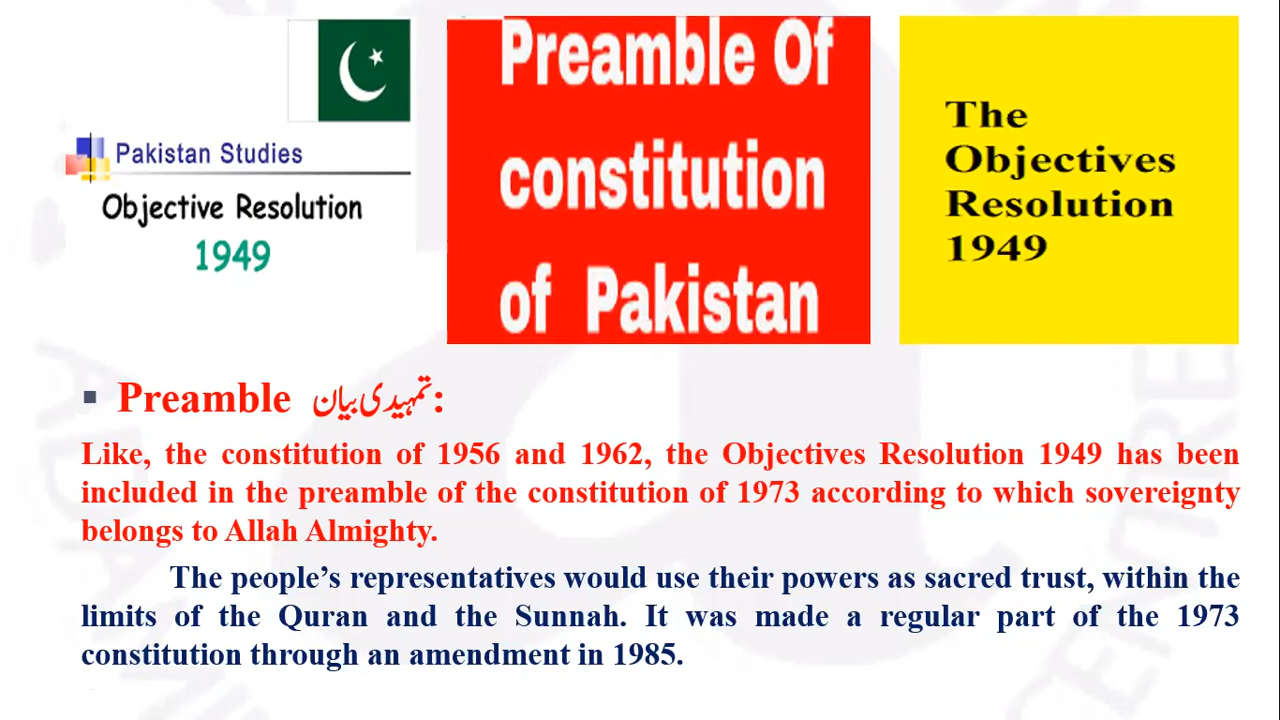 Pakistan Studies
Objective Resolution
1949
Preamble Of
constitution
of Pakistan
The
Objectives
Resolution
1949
▪ Preamble تمہیدی بیان:
Like, the constitution of 1956 and 1962, the Objectives Resolution 1949 has been
included in the preamble of the constitution of 1973 according to which sovereignty
belongs to Allah Almighty.
The people’s representatives would use their powers as sacred trust, within the
limits of the Quran and the Sunnah. It was made a regular part of the 1973
constitution through an amendment in 1985.